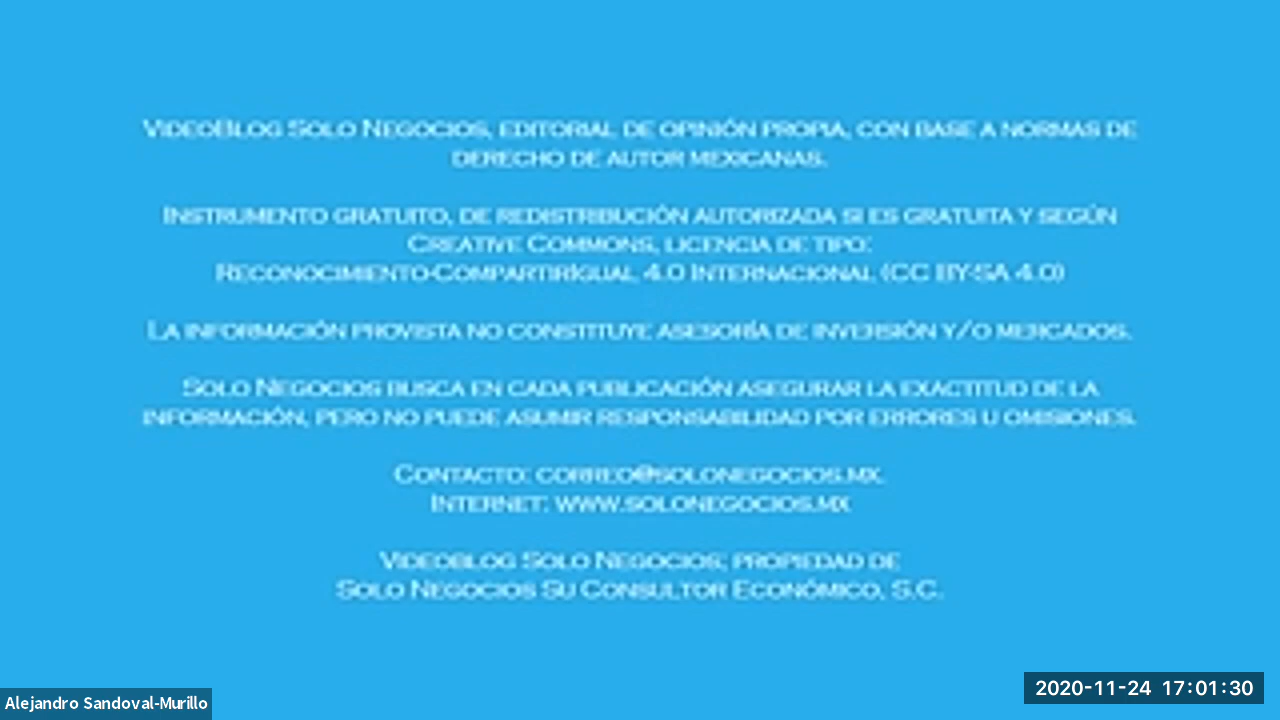 VideoBlog Solo Negocios, editorial de opinión propia, con base a normas de
derecho de autor mexicanas.
Instrumento gratuito, de redistribución autorizada si es gratuita y según
Creative Commons, licencia de tipo:
Reconocimiento-CompartirIgual 4.0 Internacional (CC BY-SA 4.0)
La información provista no constituye asesoría de inversión y/o mercados.
Solo Negocios busca en cada publicación asegurar la exactitud de la
información, pero no puede asumir responsabilidad por errores u omisiones.
Contacto: correo@solonegocios.mx.
Internet: www.solonegocios.mx
Videoblog Solo Negocios; propiedad de
Solo Negocios Su Consultor Económico, S.C.
Alejandro Sandoval-Murillo
2020-11-24 17:01:30